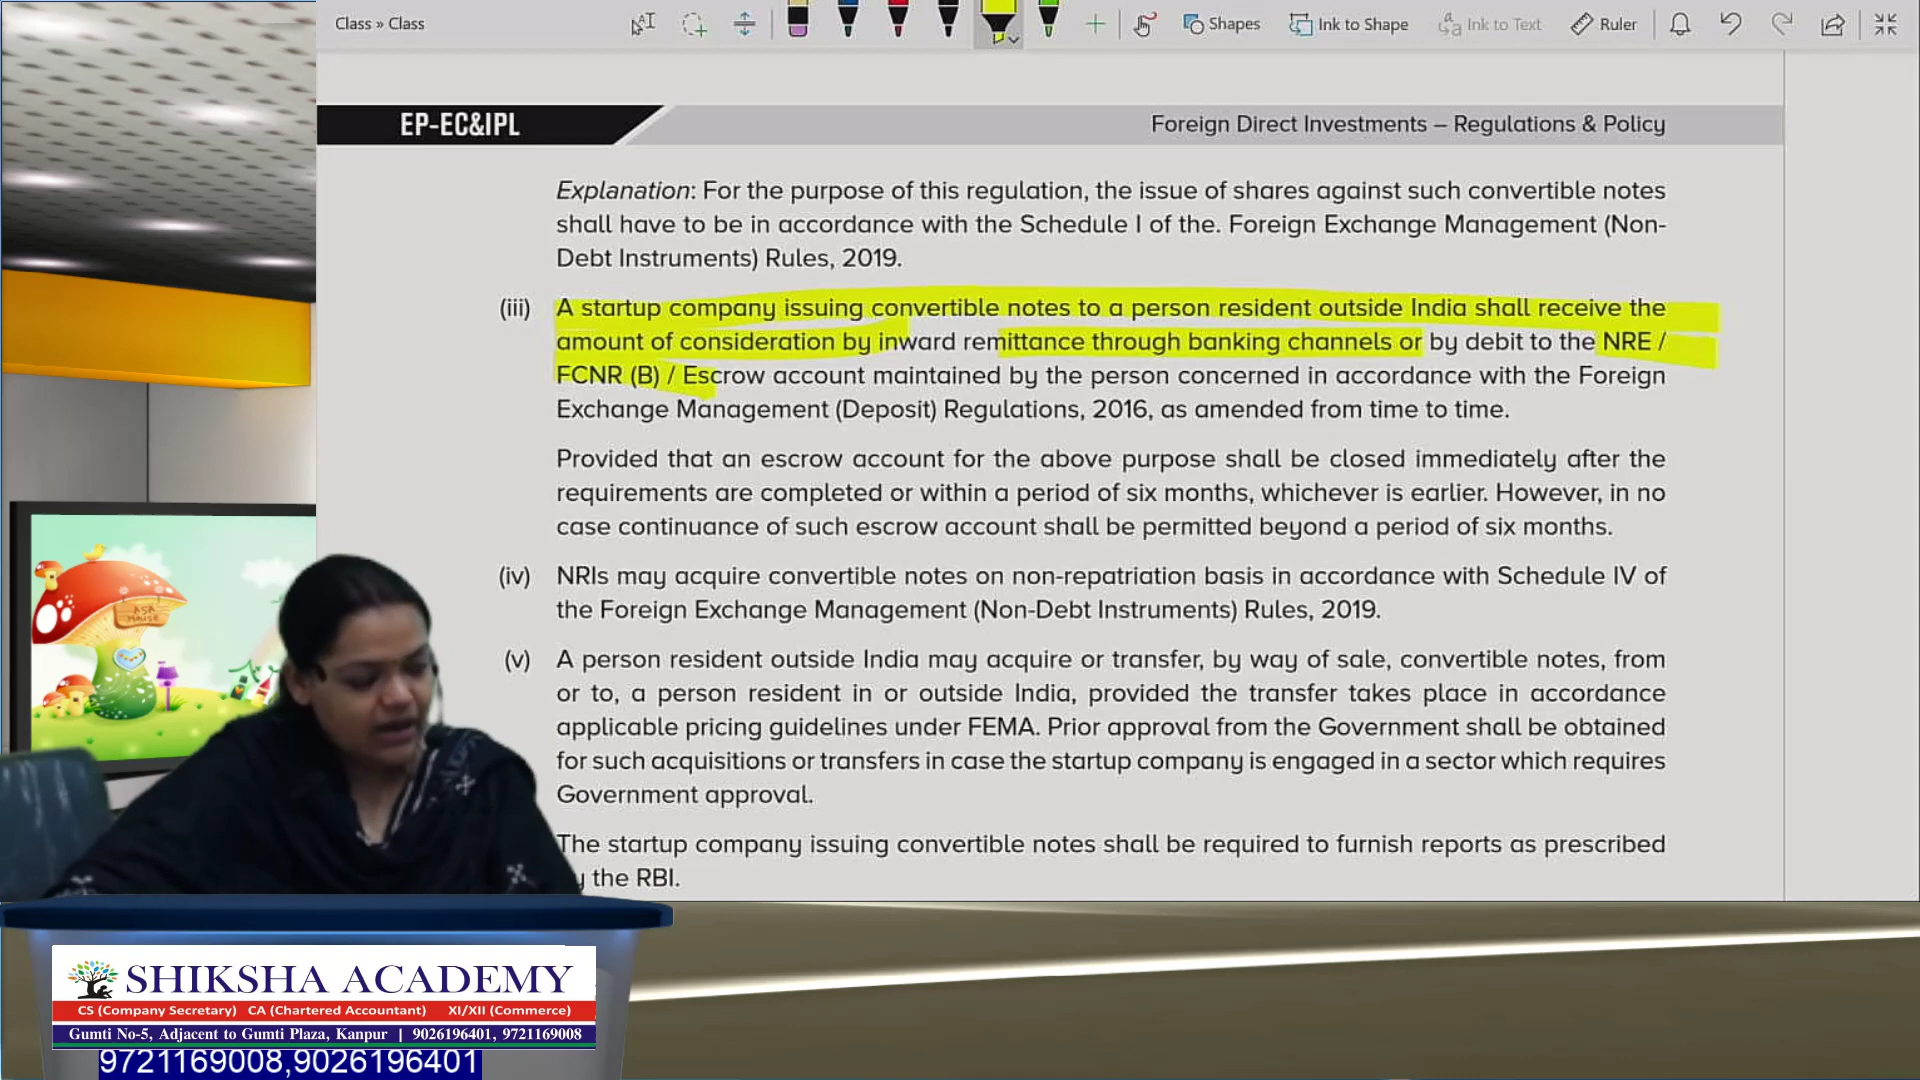 Class » Class
Shapes
Ink to Shape
Ink to Text
Ruler
EP-EC&IPL
Foreign Direct Investments – Regulations & Policy
Explanation: For the purpose of this regulation, the issue of shares against such convertible notes
shall have to be in accordance with the Schedule I of the. Foreign Exchange Management (Non-
Debt Instruments) Rules, 2019.
(iii) A startup company issuing convertible notes to a person resident outside India shall receive the
amount of consideration by inward remittance through banking channels or by debit to the NRE /
FCNR (B) / Escrow account maintained by the person concerned in accordance with the Foreign
Exchange Management (Deposit) Regulations, 2016, as amended from time to time.
Provided that an escrow account for the above purpose shall be closed immediately after the
requirements are completed or within a period of six months, whichever is earlier. However, in no
case continuance of such escrow account shall be permitted beyond a period of six months.
(iv) NRIs may acquire convertible notes on non-repatriation basis in accordance with Schedule IV of
the Foreign Exchange Management (Non-Debt Instruments) Rules, 2019.
(v) A person resident outside India may acquire or transfer, by way of sale, convertible notes, from
or to, a person resident in or outside India, provided the transfer takes place in accordance
applicable pricing guidelines under FEMA. Prior approval from the Government shall be obtained
for such acquisitions or transfers in case the startup company is engaged in a sector which requires
Government approval.
The startup company issuing convertible notes shall be required to furnish reports as prescribed
the RBI.
SHIKSHA ACADEMY
CS (Company Secretary) CA (Chartered Accountant) XI/XII (Commerce)
Gumti No-5, Adjacent to Gumti Plaza, Kanpur | 9026196401, 9721169008
9721169008,9026196401